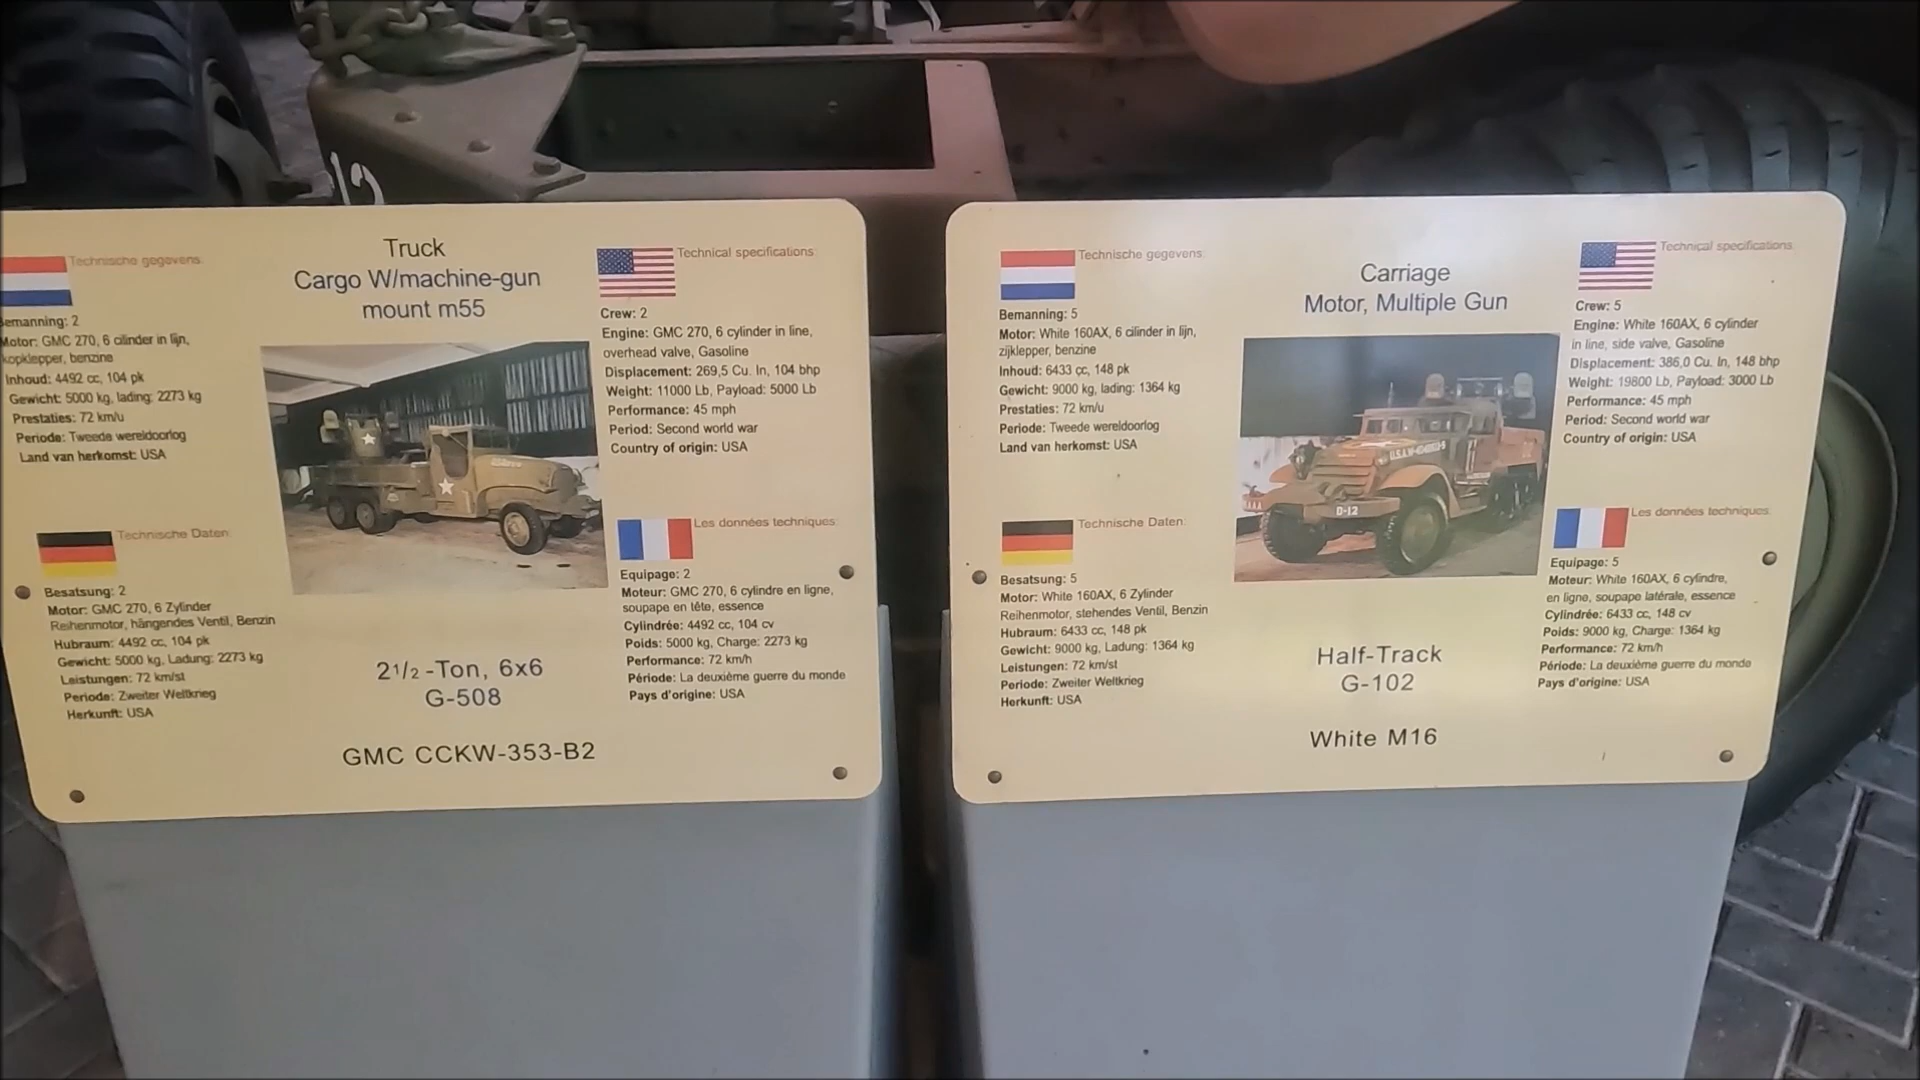 Truck
Cargo W/machine-gun
mount m55
Technische gegevens:
Bemanning: 2
Motor: GMC 270, 6 cilinder in lijn,
kopklepper, benzine
Inhoud: 4492 cc, 104 pk
Gewicht: 5000 kg, lading: 2273 kg
Prestaties: 72 km/u
Periode: Tweede wereldoorlog
Land van herkomst: USA
Technical specifications:
Crew: 2
Engine: GMC 270, 6 cylinder in line,
overhead valve, Gasoline
Displacement: 269,5 Cu. In, 104 bhp
Weight: 11000 Lb, Payload: 5000 Lb
Performance: 45 mph
Period: Second world war
Country of origin: USA
Technische Daten:
Besatsung: 2
Motor: GMC 270, 6 Zylinder
Reihenmotor, hängendes Ventil, Benzin
Hubraum: 4492 cc, 104 pk
Gewicht: 5000 kg, Ladung: 2273 kg
Leistungen: 72 km/st
Periode: Zweiter Weltkrieg
Herkunft: USA
Les données techniques:
Equipage: 2
Moteur: GMC 270, 6 cylindre en ligne,
soupape en tête, essence
Cylindrée: 4492 cc, 104 cv
Poids: 5000 kg, Charge: 2273 kg
Performance: 72 km/h
Période: La deuxième guerre du monde
Pays d'origine: USA
2 1/2 -Ton, 6x6
G-508
GMC CCKW-353-B2
Carriage
Motor, Multiple Gun
Technische gegevens:
Bemanning: 5
Motor: White 160AX, 6 cilinder in lijn,
zijklepper, benzine
Inhoud: 6433 cc, 148 pk
Gewicht: 9000 kg, lading: 1364 kg
Prestaties: 72 km/u
Periode: Tweede wereldoorlog
Land van herkomst: USA
Technical specifications:
Crew: 5
Engine: White 160AX, 6 cylinder
in line, side valve, Gasoline
Displacement: 386,0 Cu. In, 148 bhp
Weight: 19800 Lb, Payload: 3000 Lb
Performance: 45 mph
Period: Second world war
Country of origin: USA
D-12
Technische Daten:
Besatsung: 5
Motor: White 160AX, 6 Zylinder
Reihenmotor, stehendes Ventil, Benzin
Hubraum: 6433 cc, 148 pk
Gewicht: 9000 kg, Ladung: 1364 kg
Leistungen: 72 km/st
Periode: Zweiter Weltkrieg
Herkunft: USA
Les données techniques:
Equipage: 5
Moteur: White 160AX, 6 cylindre,
en ligne, soupape latérale, essence
Cylindrée: 6433 cc, 148 cv
Poids: 9000 kg, Charge: 1364 kg
Performance: 72 km/h
Période: La deuxième guerre du monde
Pays d'origine: USA
Half-Track
G-102
White M16